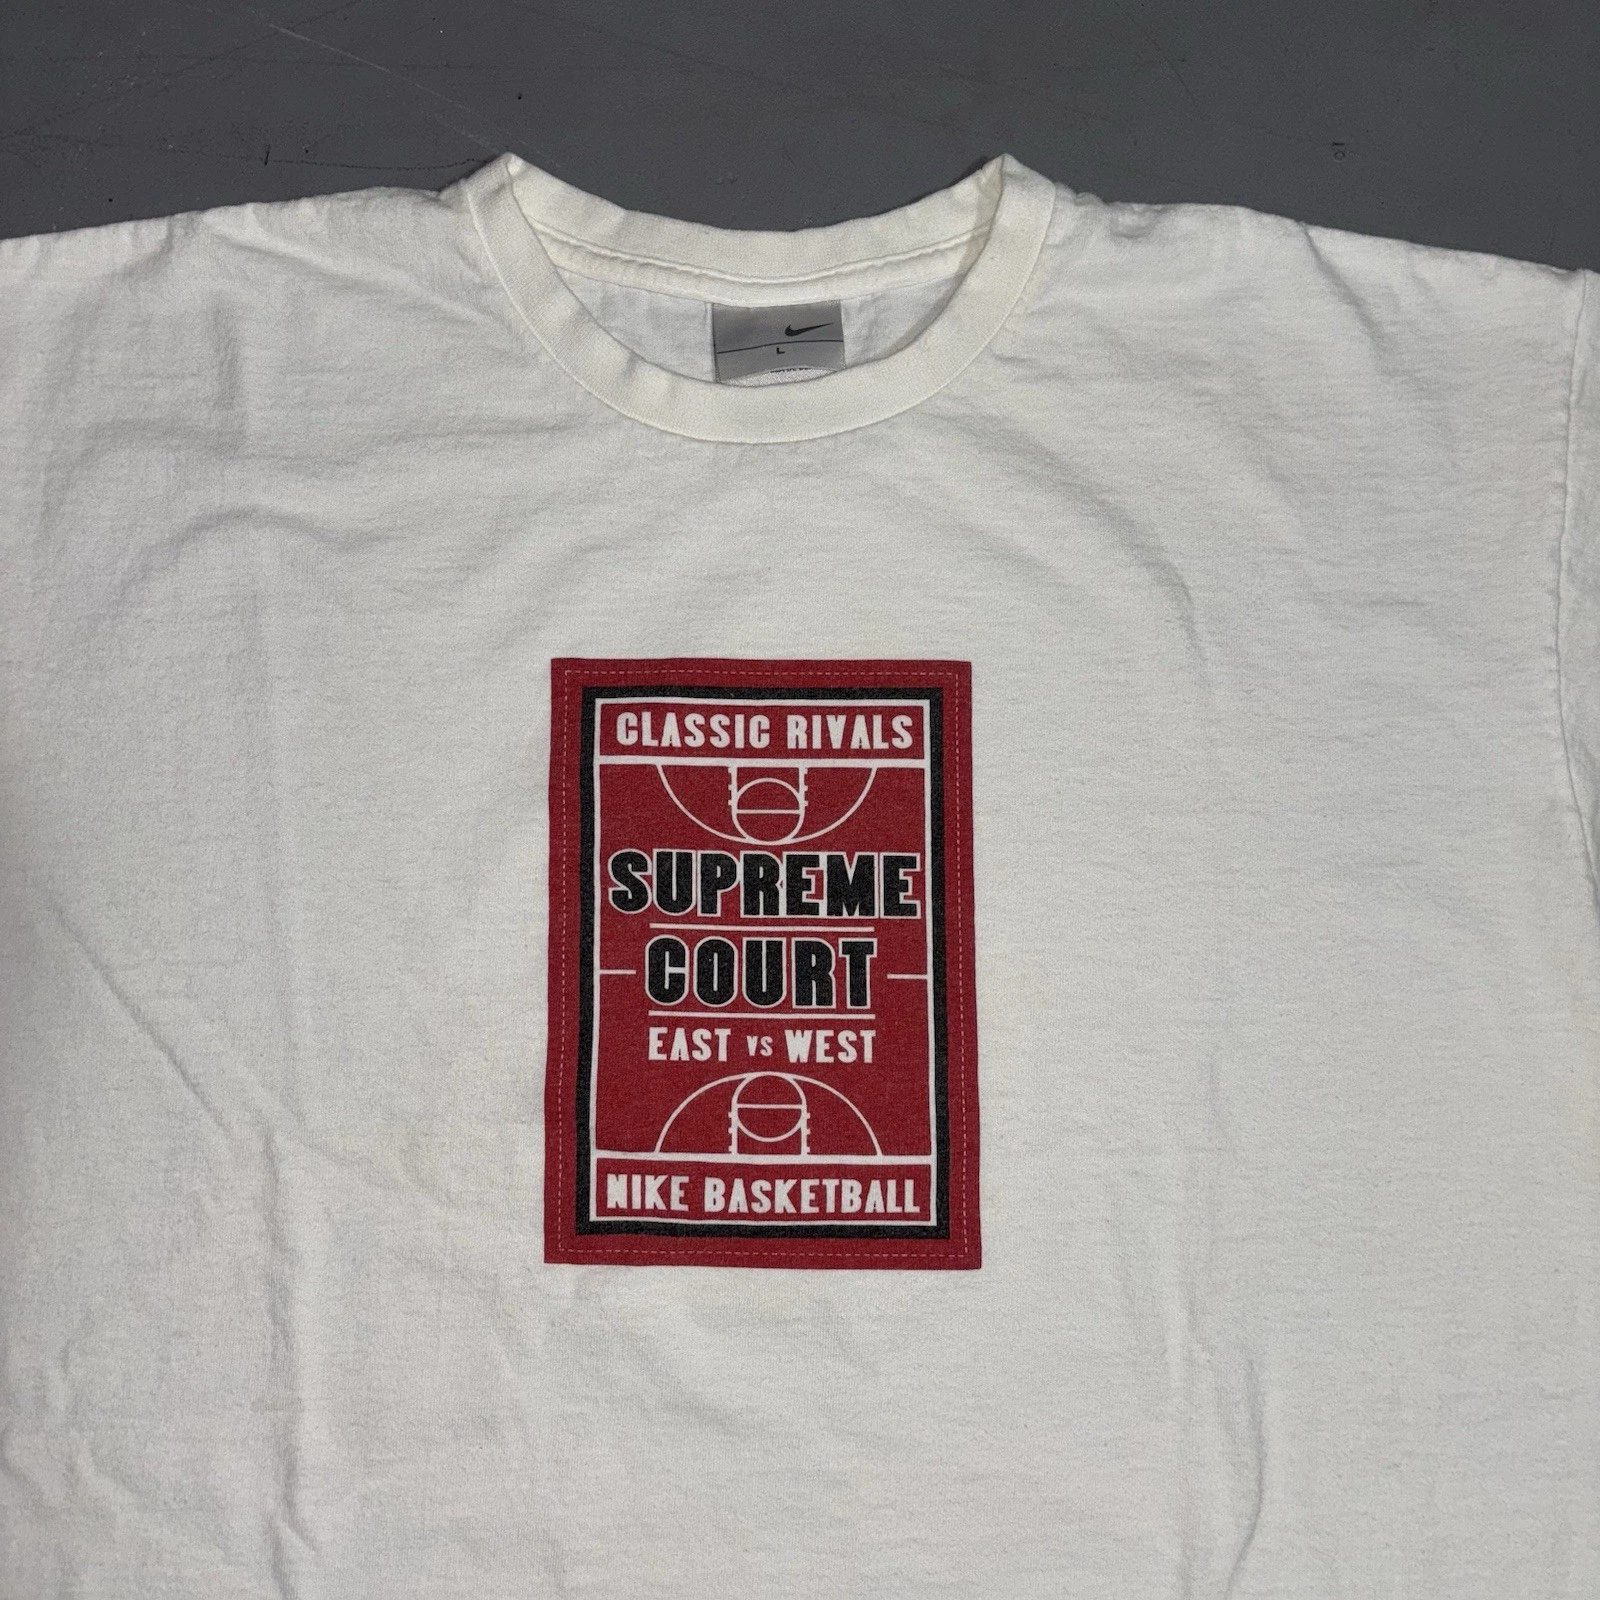 L
CLASSIC RIVALS
SUPREME
COURT
EAST VS WEST
NIKE BASKETBALL